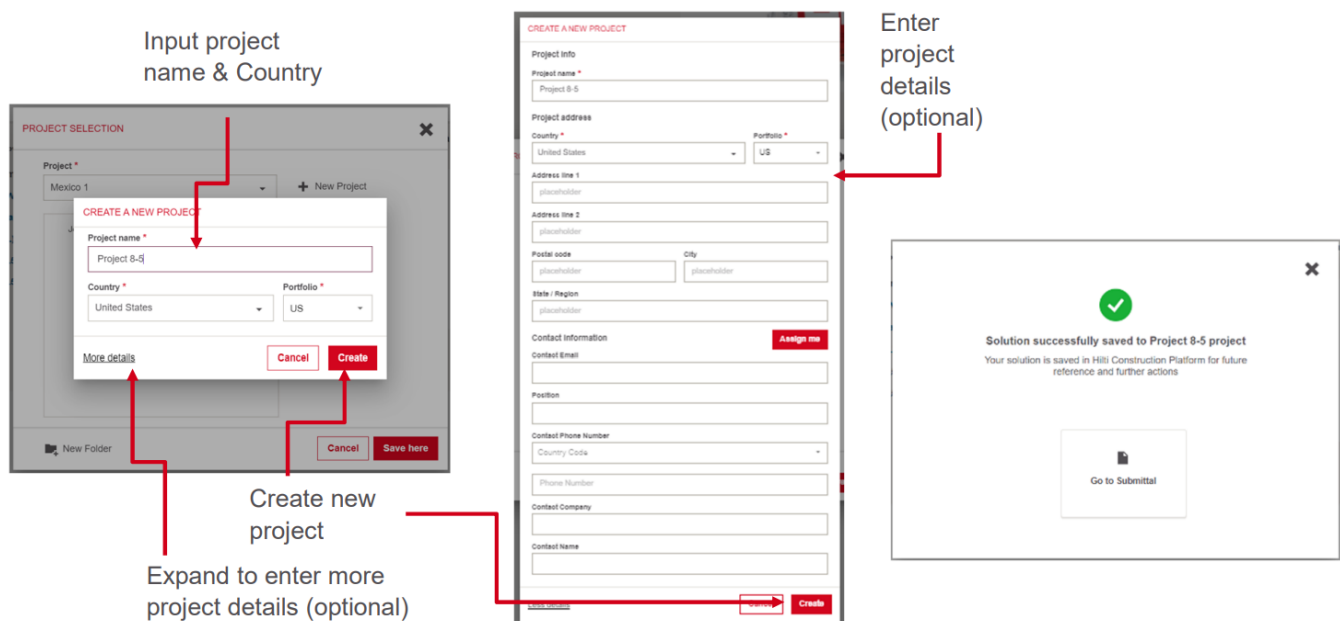 Input project
name & Country
PROJECT SELECTION
Project *
Mexico 1
New Project
CREATE A NEW PROJECT
Project name *
Project 8-5
Country *
Portfolio *
United States
US
More details
Cancel
Create
New Folder
Cancel
Save here
Create new
project
Expand to enter more
project details (optional)
CREATE A NEW PROJECT
Project Info
Project name *
Project 8-5
Project address
Country *
Portfolio *
United States
US
Address line 1
placeholder
Address line 2
placeholder
Postal code
City
placeholder
placeholder
State / Region
placeholder
Contact Information
Assign me
Contact Email
Position
Contact Phone Number
Country Code
Phone Number
Contact Company
Contact Name
Less details
Cancel
Create
Enter
project
details
(optional)
Solution successfully saved to Project 8-5 project
Your solution is saved in Hilti Construction Platform for future
reference and further actions
Go to Submittal